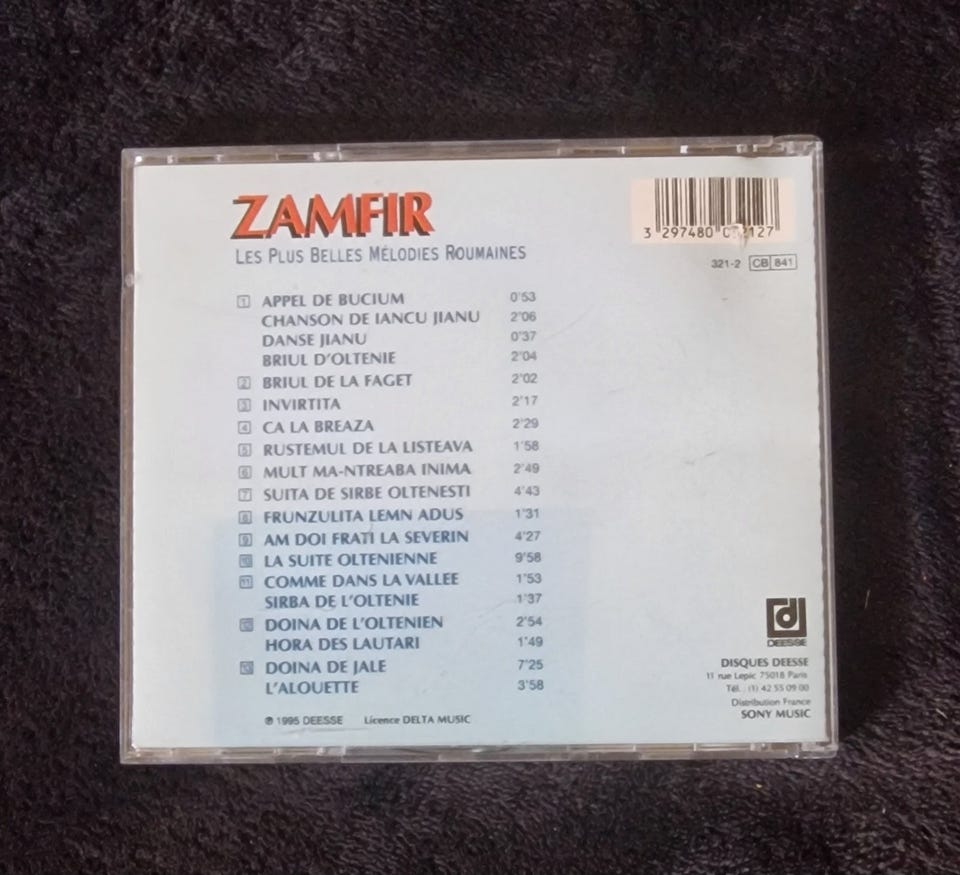 ZAMFIR
LES PLUS BELLES MÉLODIES ROUMAINES
321-2 CB 841
1 APPEL DE BUCIUM 0'53
CHANSON DE IANCU JIANU 2'06
DANSE JIANU 0'37
BRIUL D'OLTENIE 2'04
2 BRIUL DE LA FAGET 2'02
3 INVIRTITA 2'17
4 CA LA BREAZA 2'29
5 RUSTEMUL DE LA LISTEAVA 1'58
6 MULT MA-NTREABA INIMA 2'49
7 SUITA DE SIRBE OLTENESTI 4'43
8 FRUNZULITA LEMN ADUS 1'31
9 AM DOI FRATI LA SEVERIN 4'27
10 LA SUITE OLTENIENNE 9'58
11 COMME DANS LA VALLEE 1'53
SIRBA DE L'OLTENIE 1'37
12 DOINA DE L'OLTENIEN 2'54
HORA DES LAUTARI 1'49
13 DOINA DE JALE 7'25
L'ALOUETTE 3'58
℗ 1995 DEESSE Licence DELTA MUSIC
d
DEESSE
DISQUES DEESSE
11 rue Lepic 75018 Paris
Tél. : (1) 42 55 09 00
Distribution France
SONY MUSIC